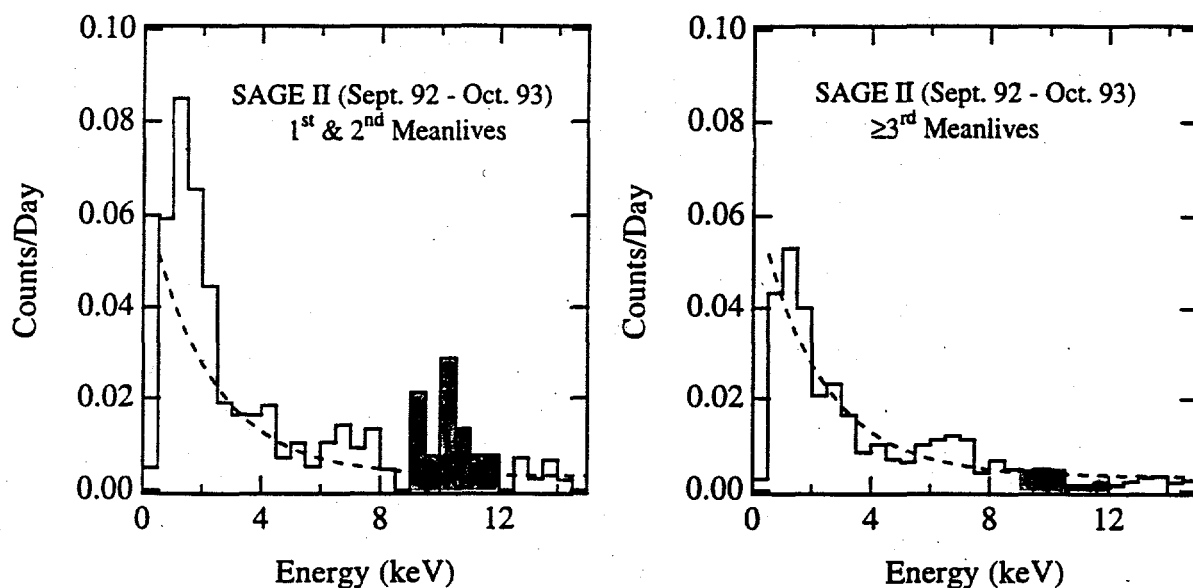 0.10
0.08
0.06
0.04
0.02
0.00
Counts/Day
SAGE II (Sept. 92 - Oct. 93)
1st & 2nd Meanlives
0 4 8 12
Energy (keV)
0.10
0.08
0.06
0.04
0.02
0.00
Counts/Day
SAGE II (Sept. 92 - Oct. 93)
≥3rd Meanlives
0 4 8 12
Energy (keV)